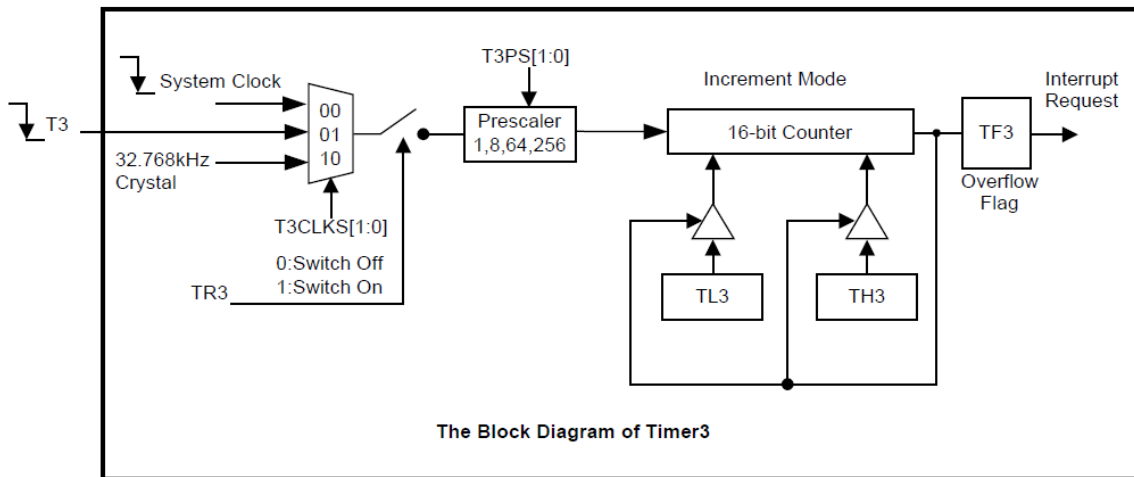 T3PS[1:0]
System Clock
Increment Mode
Interrupt
Request
T3
00
01
10
Prescaler
1,8,64,256
16-bit Counter
TF3
32.768kHz
Crystal
Overflow
Flag
T3CLKS[1:0]
0:Switch Off
1:Switch On
TR3
TL3
TH3
The Block Diagram of Timer3